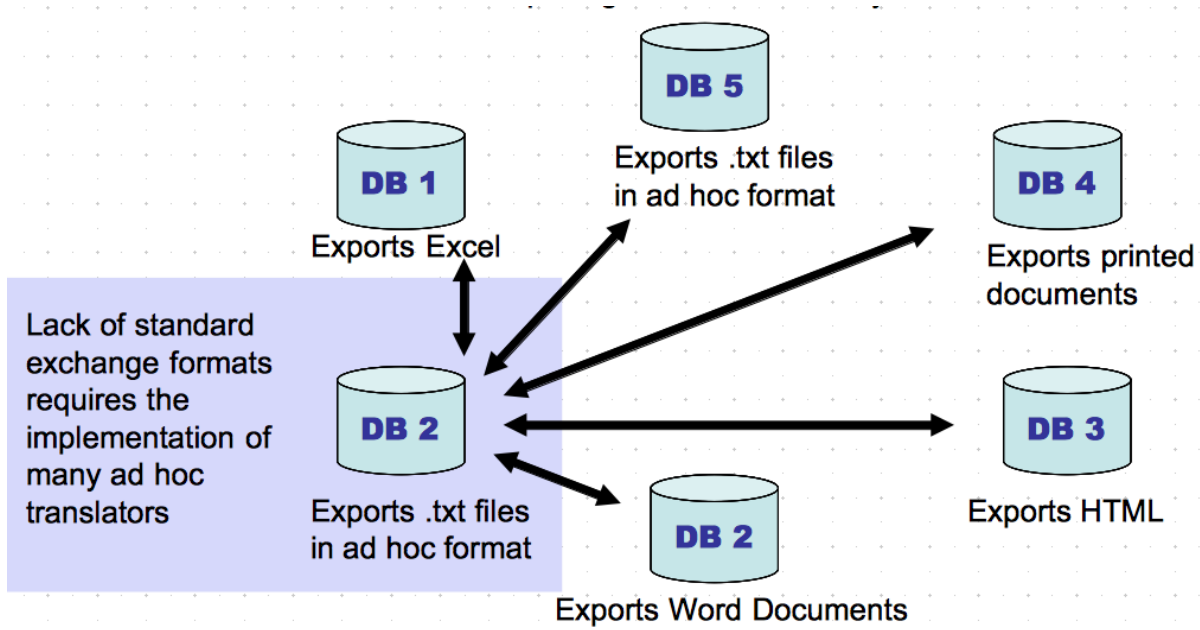 DB 5
Exports .txt files
in ad hoc format
DB 1
Exports Excel
DB 4
Exports printed
documents
Lack of standard
exchange formats
requires the
implementation of
many ad hoc
translators
DB 2
Exports .txt files
in ad hoc format
DB 3
Exports HTML
DB 2
Exports Word Documents